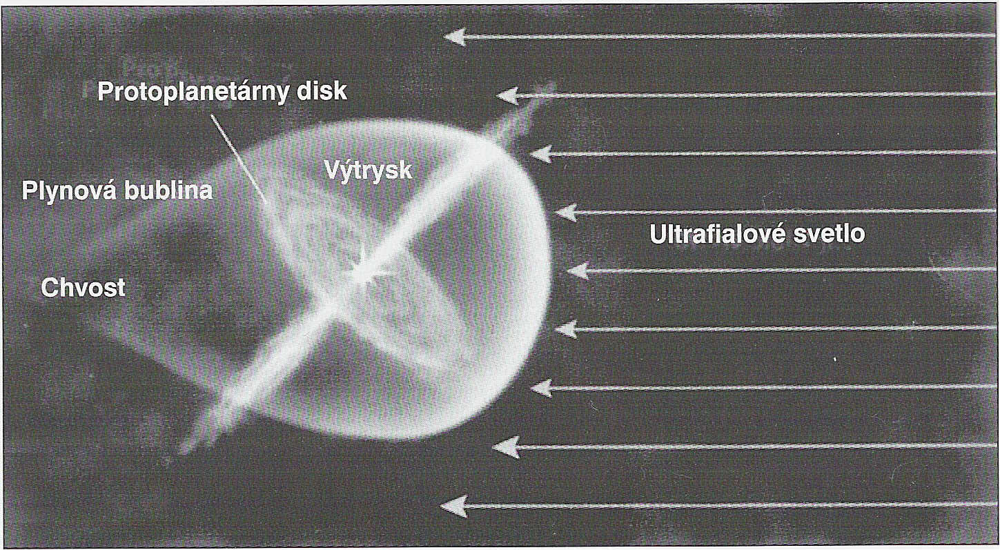 Protoplanetárny disk
Výtrysk
Plynová bublina
Ultrafialové svetlo
Chvost